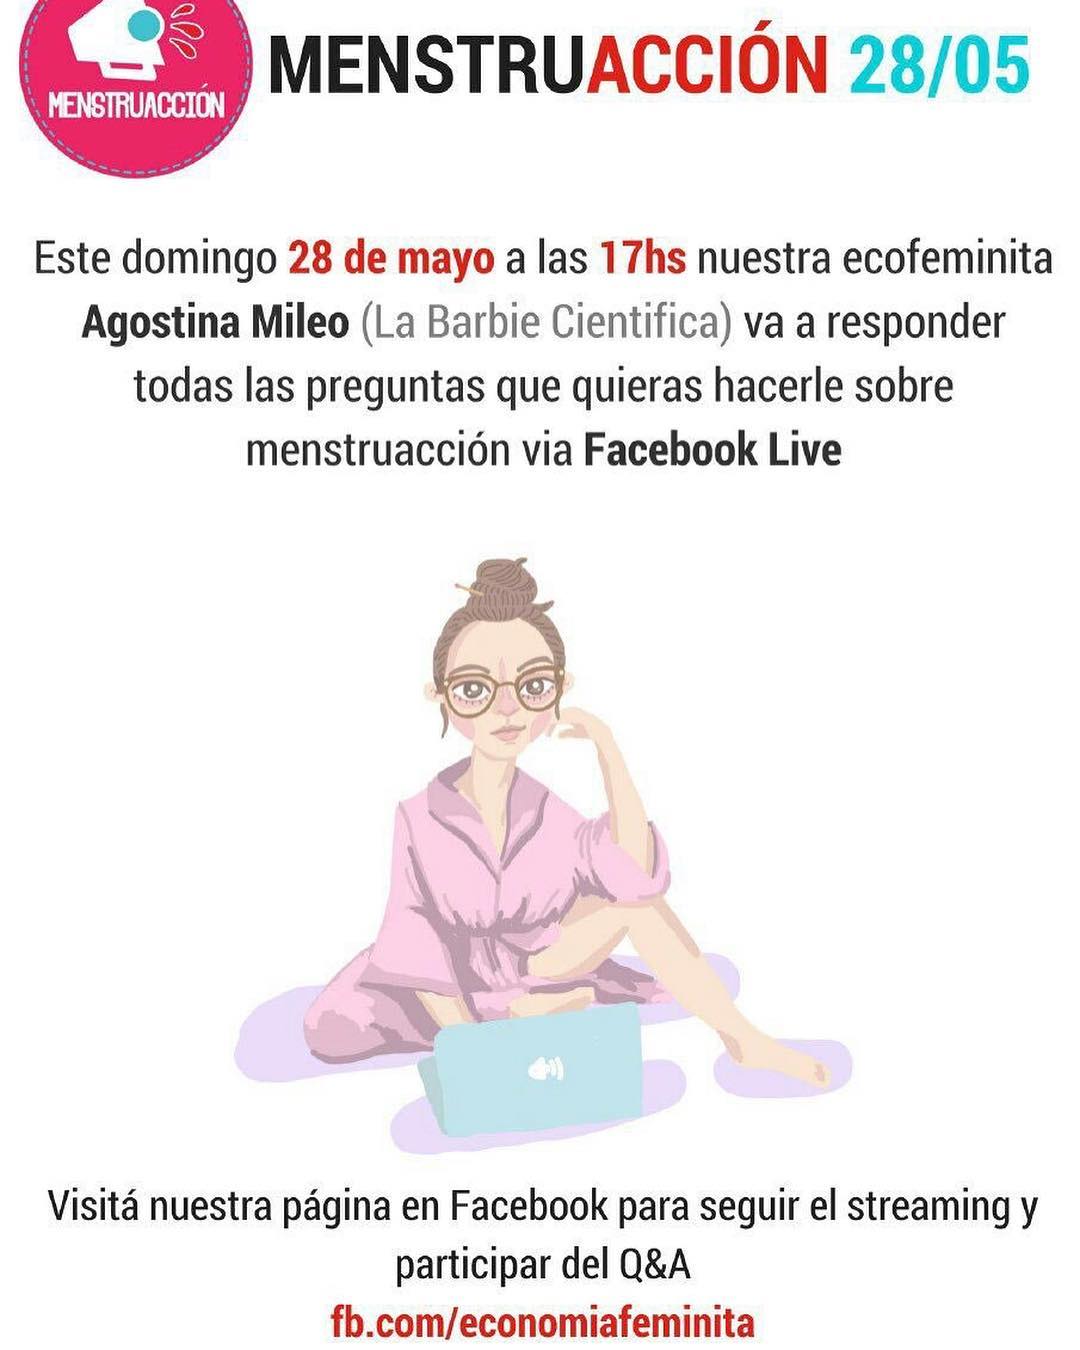 MENSTRUACCIÓN
MENSTRUACCIÓN 28/05
Este domingo 28 de mayo a las 17hs nuestra ecofeminita
Agostina Mileo (La Barbie Cientifica) va a responder
todas las preguntas que quieras hacerle sobre
menstruacción via Facebook Live
Visitá nuestra página en Facebook para seguir el streaming y
participar del Q&A
fb.com/economiafeminita